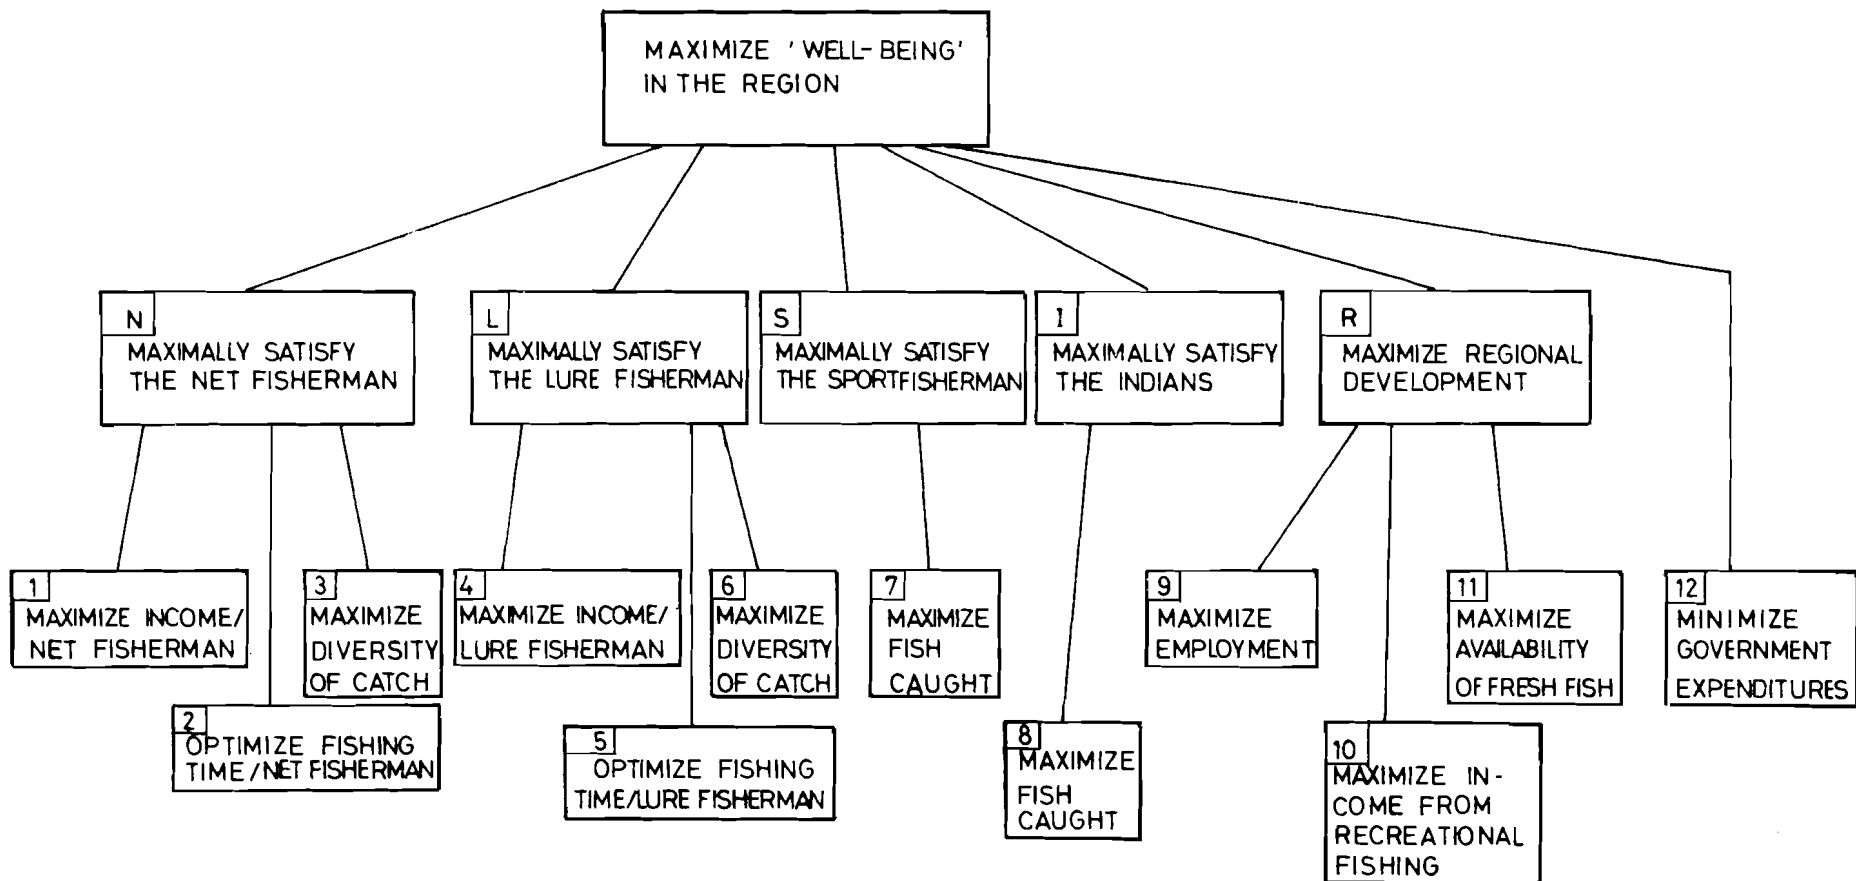 MAXIMIZE 'WELL-BEING'
IN THE REGION
N
MAXIMALLY SATISFY
THE NET FISHERMAN
L
MAXIMALLY SATISFY
THE LURE FISHERMAN
S
MAXIMALLY SATISFY
THE SPORTFISHERMAN
I
MAXIMALLY SATISFY
THE INDIANS
R
MAXIMIZE REGIONAL
DEVELOPMENT
1
MAXIMIZE INCOME/
NET FISHERMAN
2
OPTIMIZE FISHING
TIME/NET FISHERMAN
3
MAXIMIZE
DIVERSITY
OF CATCH
4
MAXIMIZE INCOME/
LURE FISHERMAN
5
OPTIMIZE FISHING
TIME/LURE FISHERMAN
6
MAXIMIZE
DIVERSITY
OF CATCH
7
MAXIMIZE
FISH
CAUGHT
8
MAXIMIZE
FISH
CAUGHT
9
MAXIMIZE
EMPLOYMENT
10
MAXIMIZE IN-
COME FROM
RECREATIONAL
FISHING
11
MAXIMIZE
AVAILABILITY
OF FRESH FISH
12
MINIMIZE
GOVERNMENT
EXPENDITURES